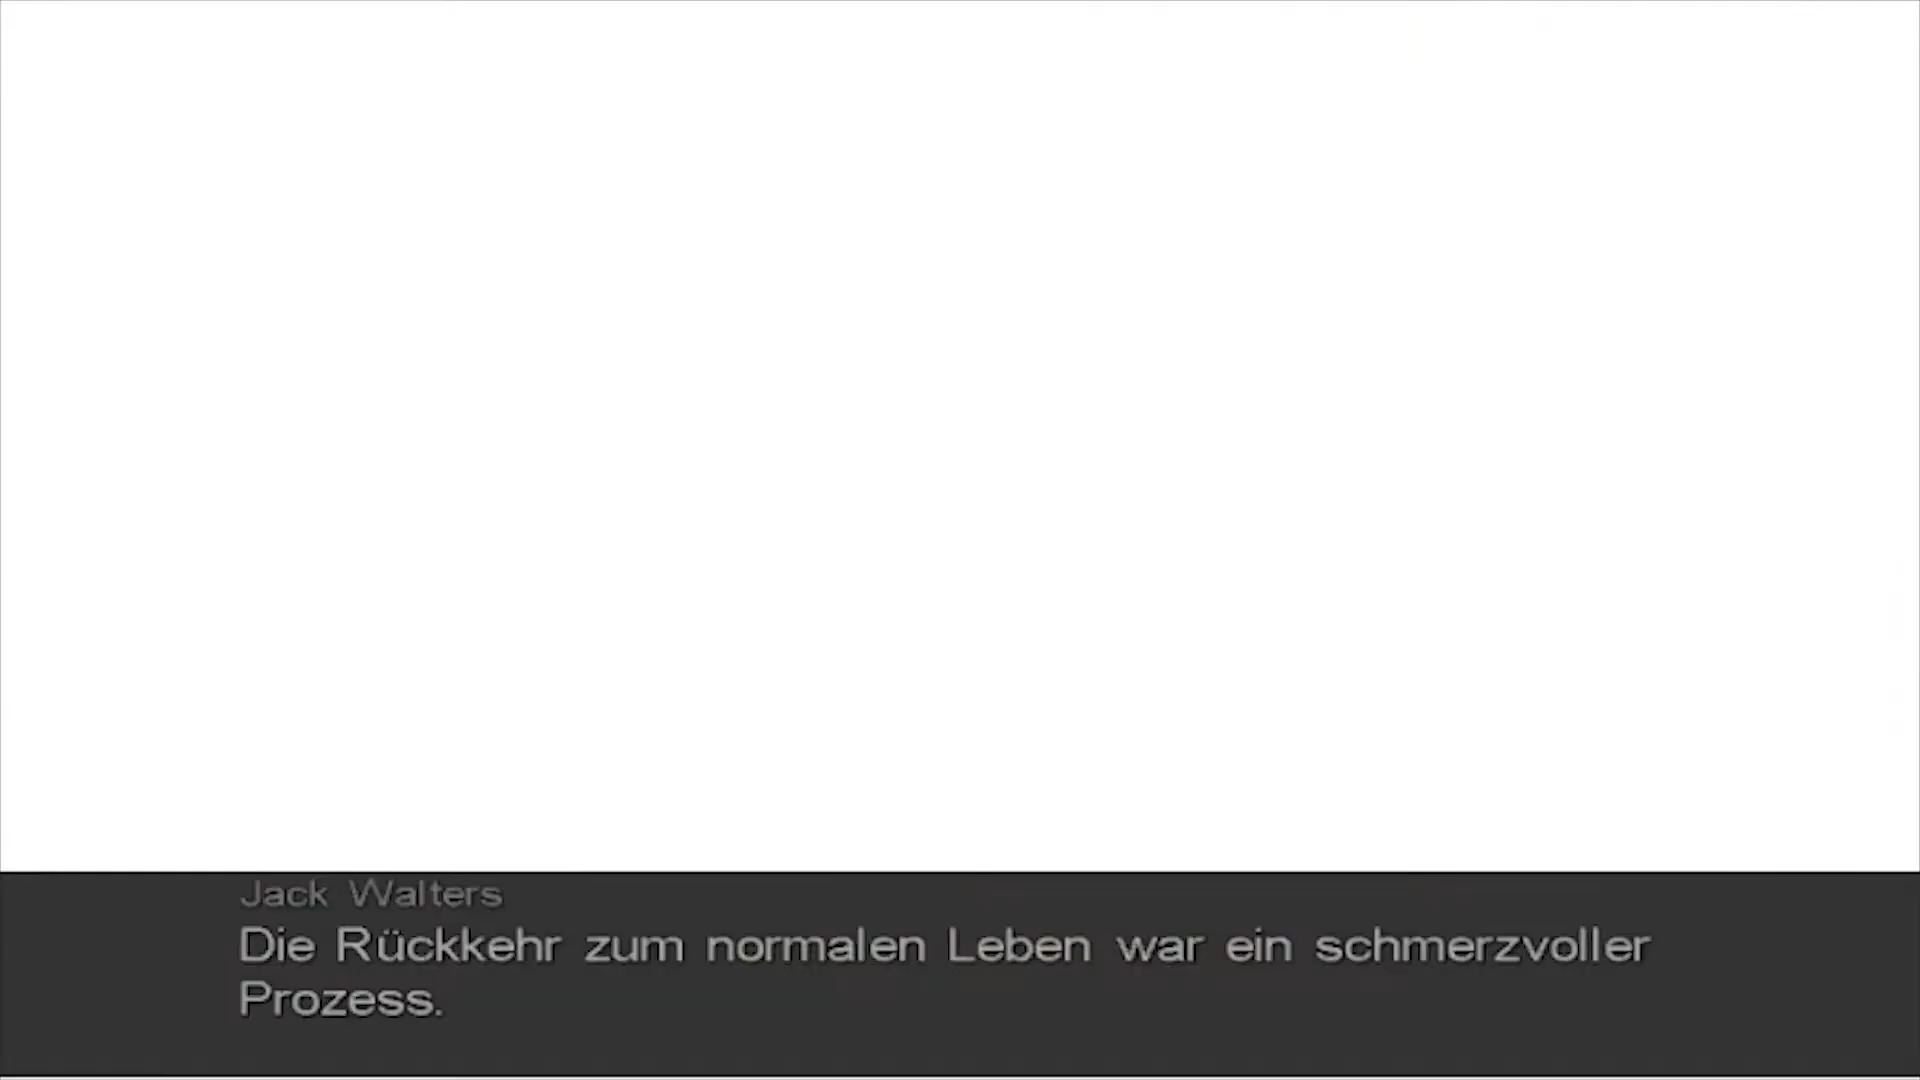 Jack Walters
Die Rückkehr zum normalen Leben war ein schmerzvoller
Prozess.